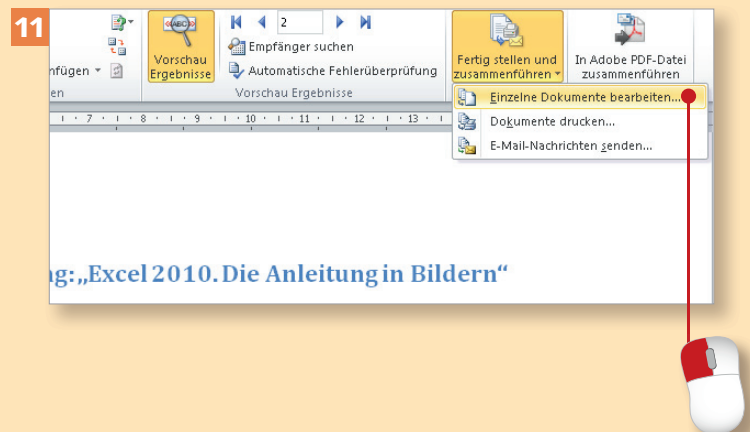 11
ABC
2
Empfänger suchen
Automatische Fehlerüberprüfung
Vorschau
Ergebnisse
Vorschau Ergebnisse
nfügen
en
Fertig stellen und
zusammenführen
In Adobe PDF-Datei
zusammenführen
Einzelne Dokumente bearbeiten...
Dokumente drucken...
E-Mail-Nachrichten senden...
7 8 9 10 11 12 13
ng: „Excel 2010. Die Anleitung in Bildern“